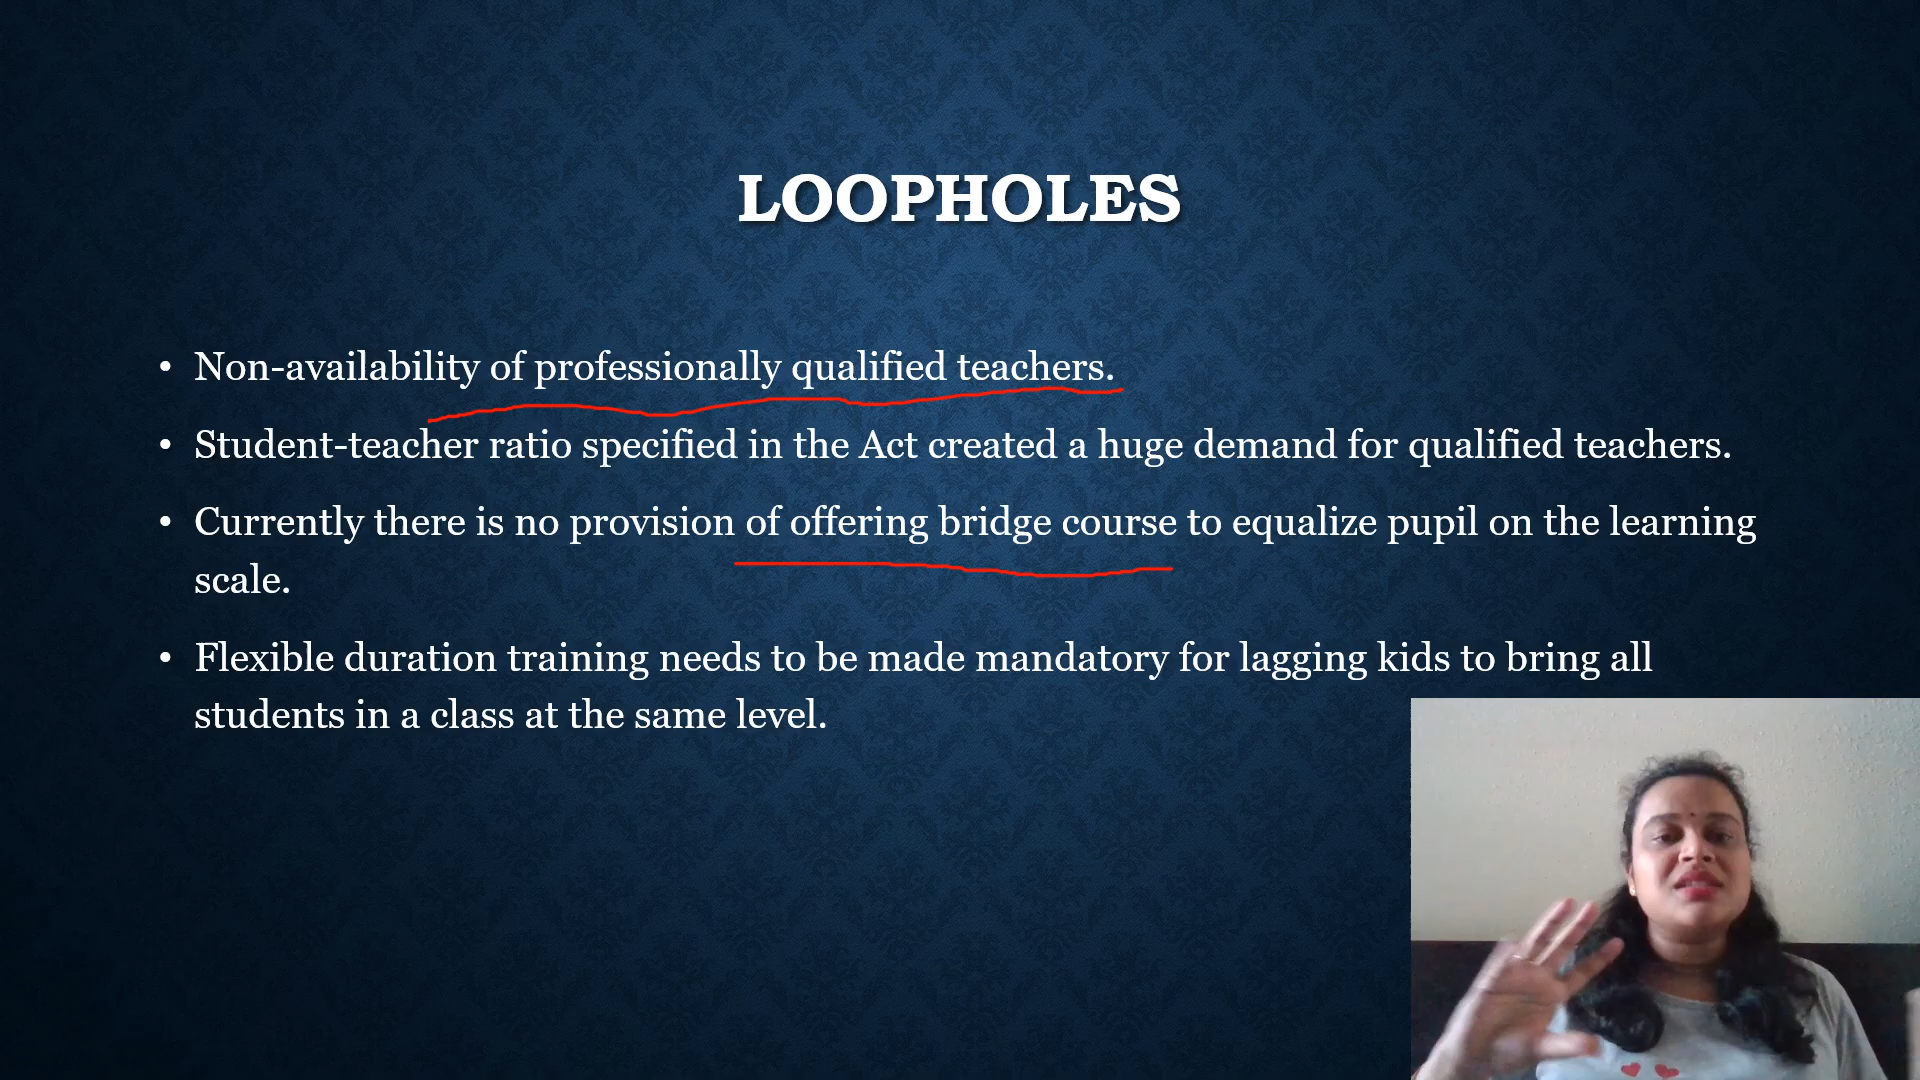 LOOPHOLES
• Non-availability of professionally qualified teachers.
• Student-teacher ratio specified in the Act created a huge demand for qualified teachers.
• Currently there is no provision of offering bridge course to equalize pupil on the learning
scale.
• Flexible duration training needs to be made mandatory for lagging kids to bring all
students in a class at the same level.